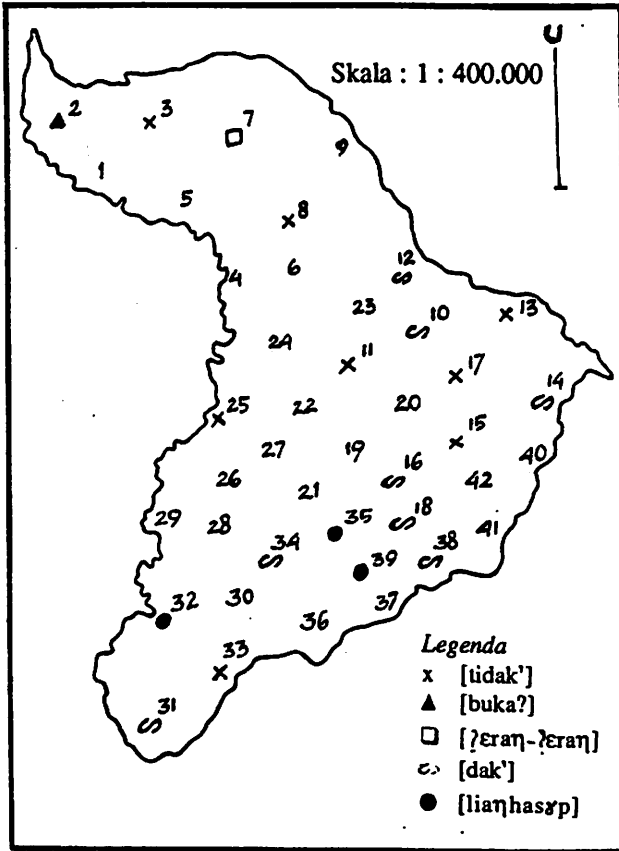 U
Skala : 1 : 400.000
2 3 7
9
1
5
8
12
4 6
23 10 13
24
11 17
14
25 22 20
15
27 19 40
16
26 21 42
29 28 35 18 41
34 38
39
32 30 37
36
33
31
Legenda
x [tidak']
▲ [buka?]
□ [ʔɛraŋ-ʔɛraŋ]
[dak']
● [liaŋhasɤp]